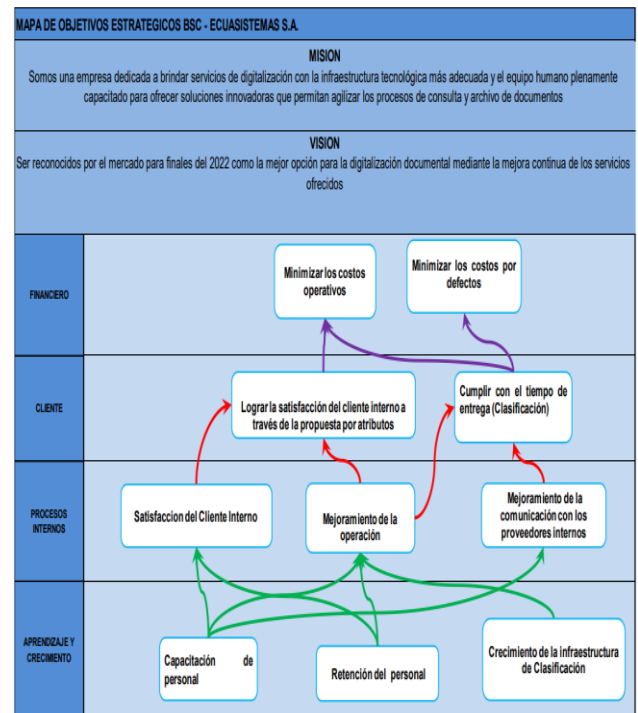 MAPA DE OBJETIVOS ESTRATEGICOS BSC - ECUASISTEMAS S.A.
MISION
Somos una empresa dedicada a brindar servicios de digitalización con la infraestructura tecnológica más adecuada y el equipo humano plenamente
capacitado para ofrecer soluciones innovadoras que permitan agilizar los procesos de consulta y archivo de documentos
VISION
Ser reconocidos por el mercado para finales del 2022 como la mejor opción para la digitalización documental mediante la mejora continua de los servicios
ofrecidos
FINANCIERO
Minimizar los costos
operativos
Minimizar los costos por
defectos
CLIENTE
Lograr la satisfacción del cliente interno a
través de la propuesta por atributos
Cumplir con el tiempo de
entrega (Clasificación)
PROCESOS
INTERNOS
Satisfaccion del Cliente Interno
Mejoramiento de la
operación
Mejoramiento de la
comunicación con los
proveedores internos
APRENDIZAJE Y
CRECIMIENTO
Capacitación de
personal
Retención del personal
Crecimiento de la infraestructura
de Clasificación